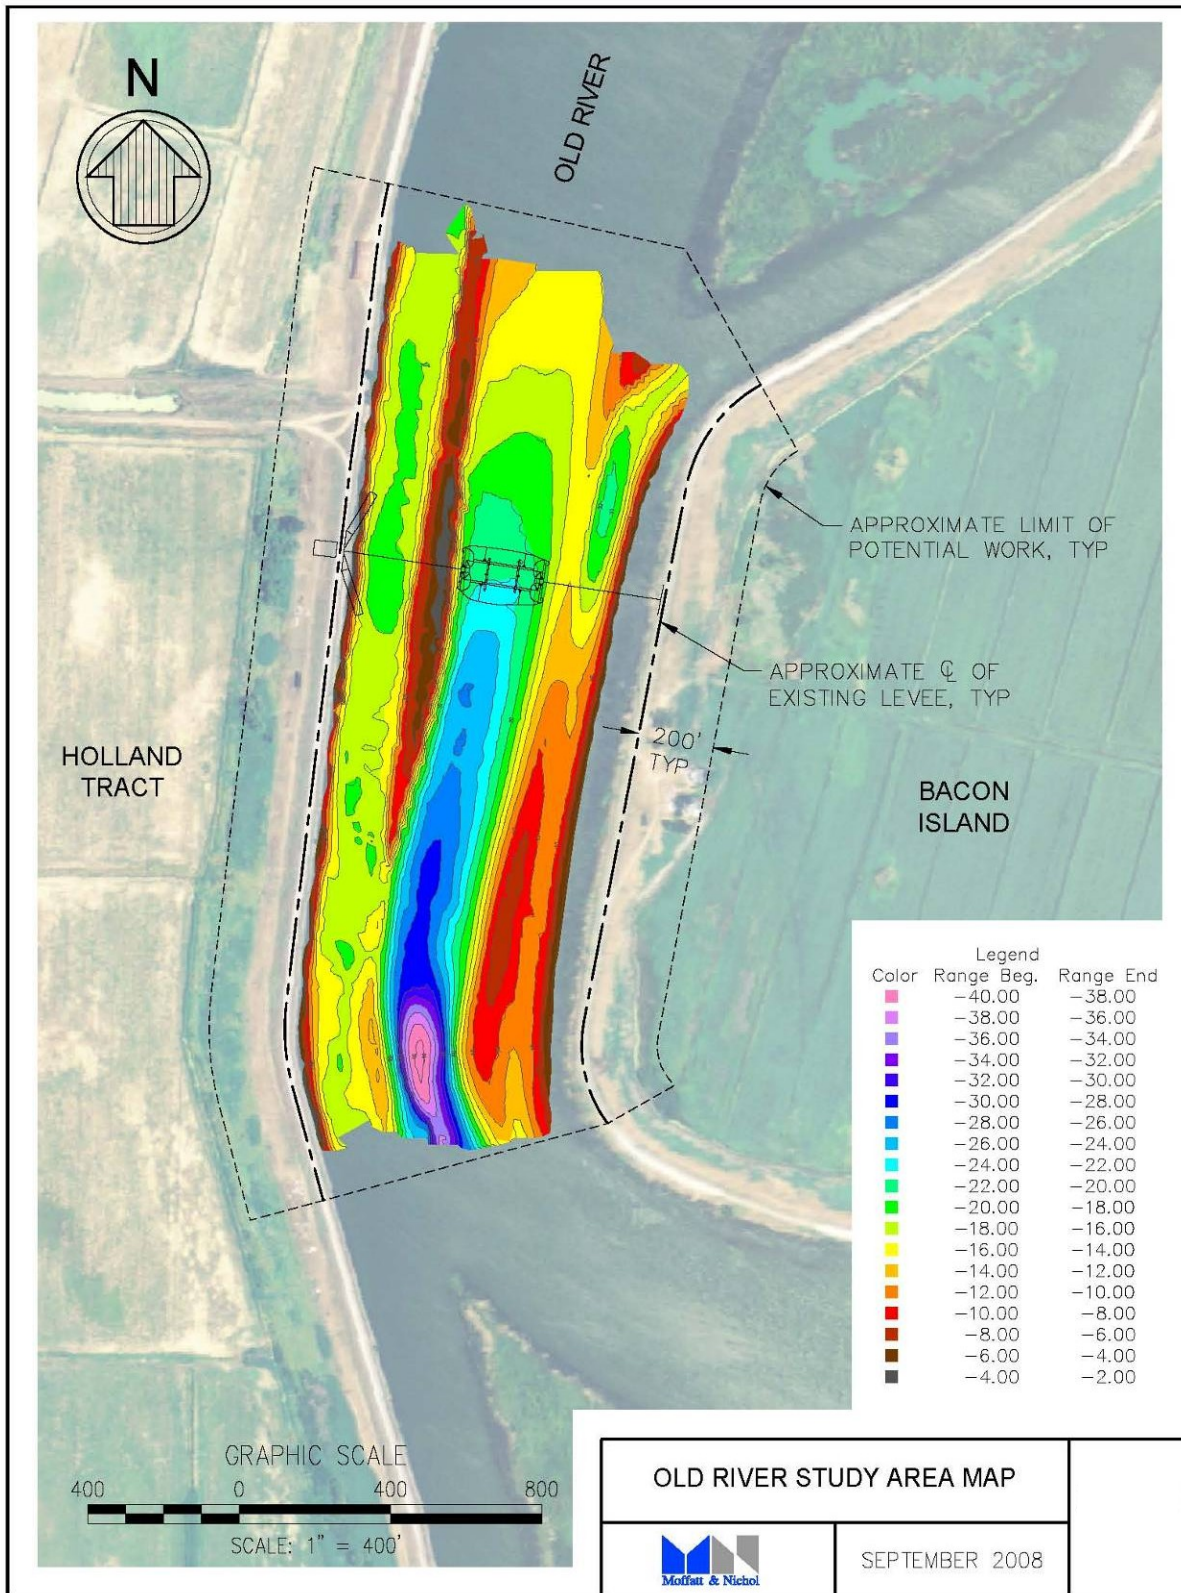 N
OLD RIVER
APPROXIMATE LIMIT OF
POTENTIAL WORK, TYP
APPROXIMATE ℄ OF
EXISTING LEVEE, TYP
200'
TYP
HOLLAND
TRACT
BACON
ISLAND
Legend
Color Range Beg. Range End
-40.00 -38.00
-38.00 -36.00
-36.00 -34.00
-34.00 -32.00
-32.00 -30.00
-30.00 -28.00
-28.00 -26.00
-26.00 -24.00
-24.00 -22.00
-22.00 -20.00
-20.00 -18.00
-18.00 -16.00
-16.00 -14.00
-14.00 -12.00
-12.00 -10.00
-10.00 -8.00
-8.00 -6.00
-6.00 -4.00
-4.00 -2.00
GRAPHIC SCALE
400 0 400 800
SCALE: 1" = 400'
OLD RIVER STUDY AREA MAP
Moffatt & Nichol
SEPTEMBER 2008